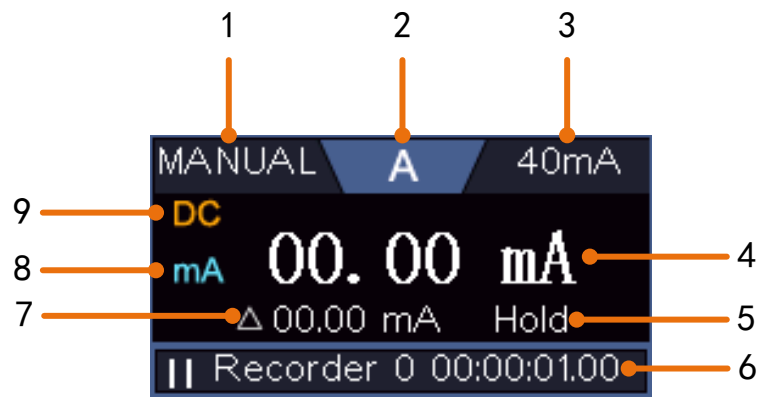 1 2 3
MANUAL A 40mA
9 DC
8 mA 00.00 mA 4
7 △ 00.00 mA Hold 5
|| Recorder 0 00:00:01.00 6